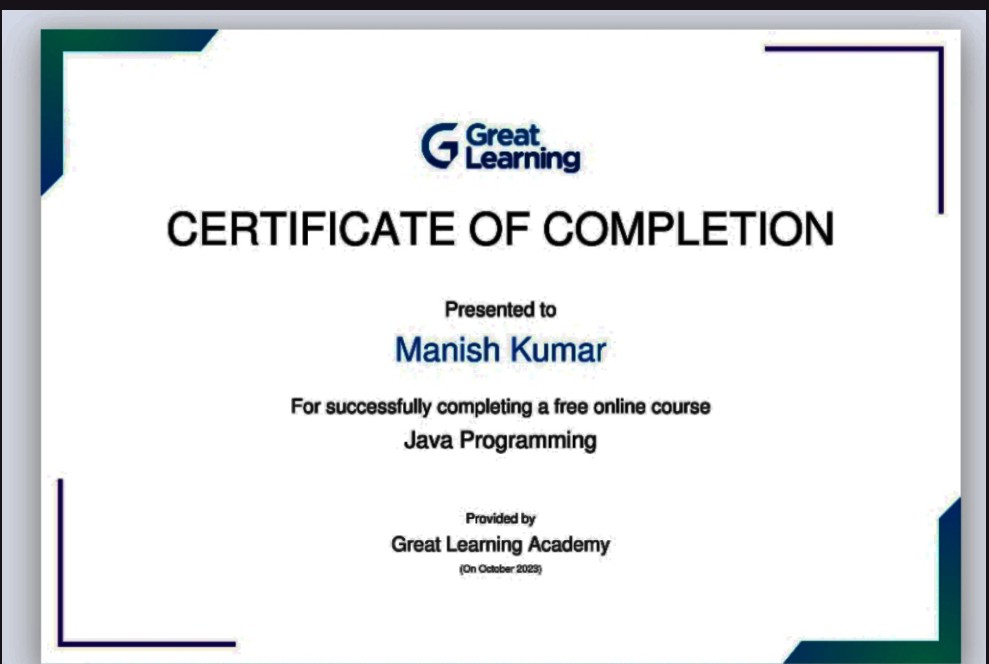 Great
Learning
CERTIFICATE OF COMPLETION
Presented to
Manish Kumar
For successfully completing a free online course
Java Programming
Provided by
Great Learning Academy
(On October 2023)